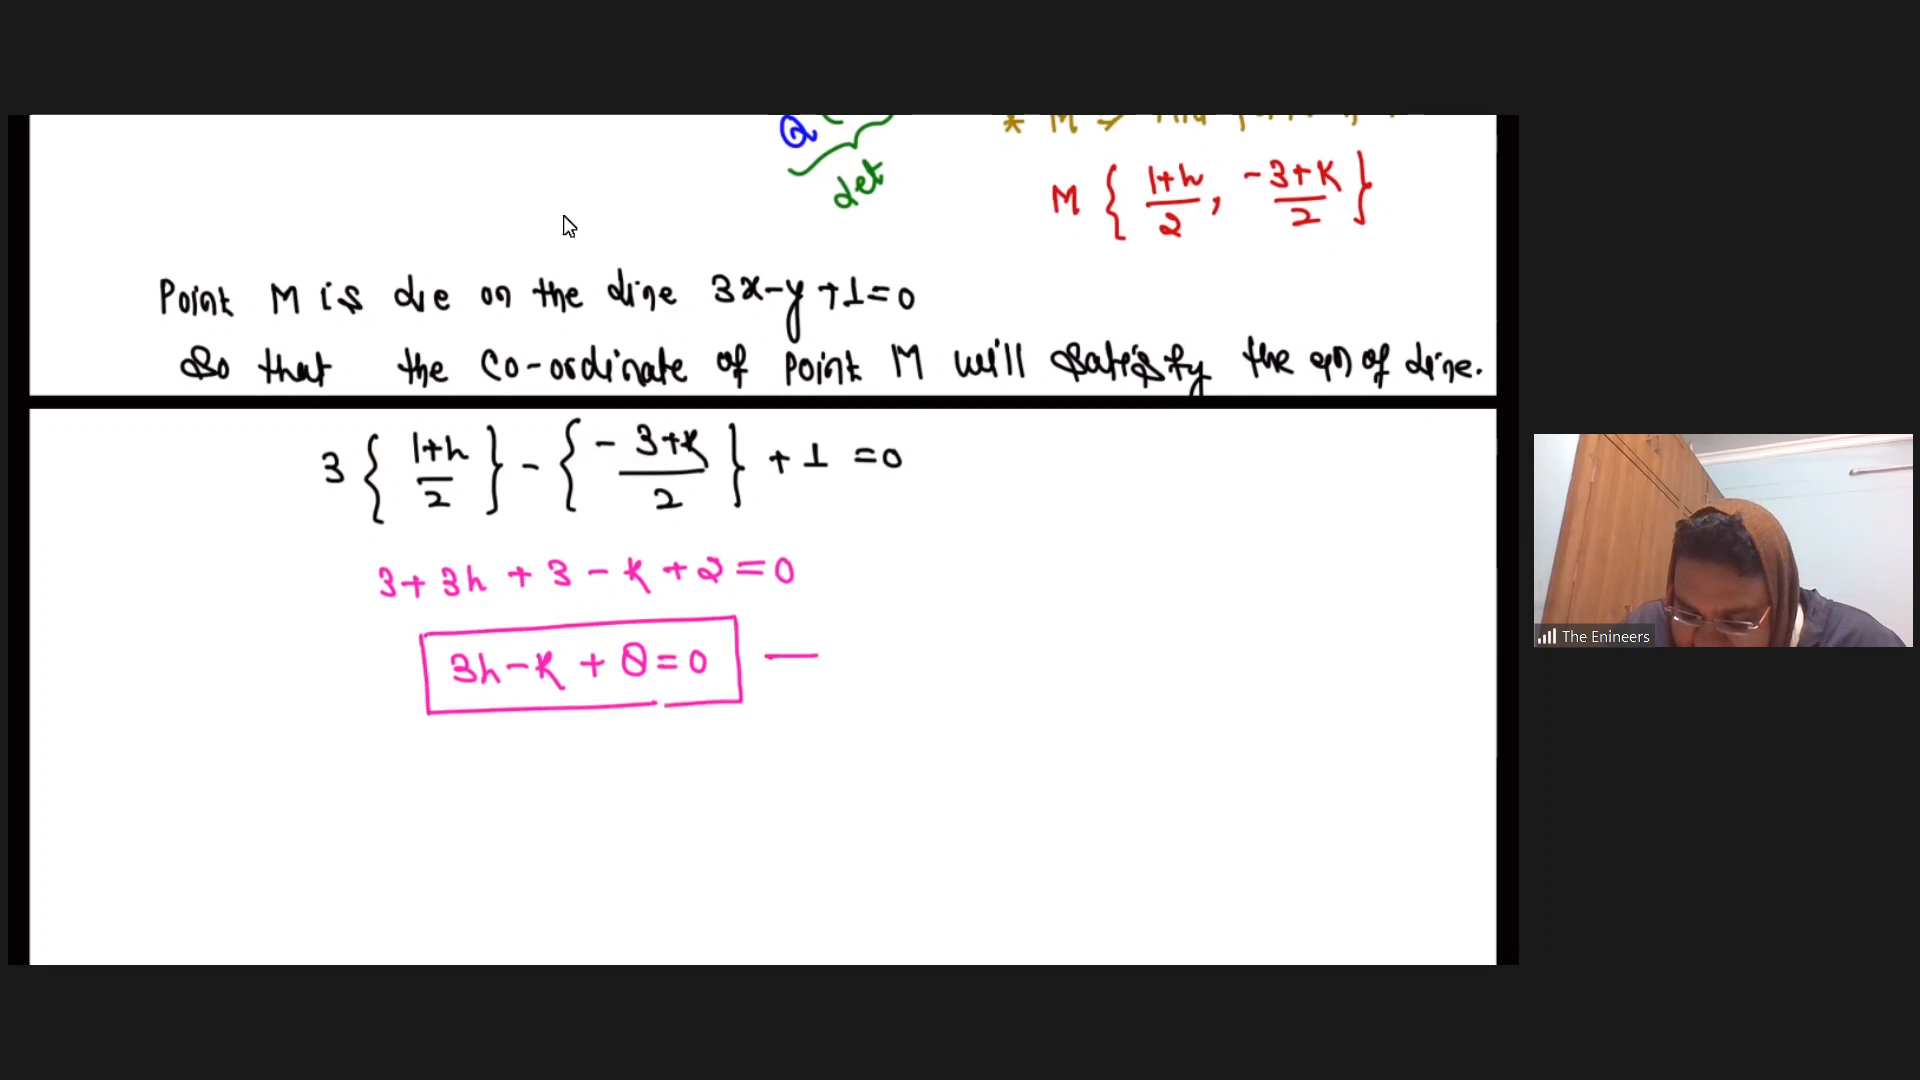 Q
* M →
det
M { 1+h/2 , -3+k/2 }
Point M is lie on the line 3x-y+1=0
So that the co-ordinate of point M will satisfy the eqn of line.
3 { 1+h/2 } - { -3+k/2 } + 1 = 0
3+3h+3-k+2=0
3h-k+8=0 —
The Enineers